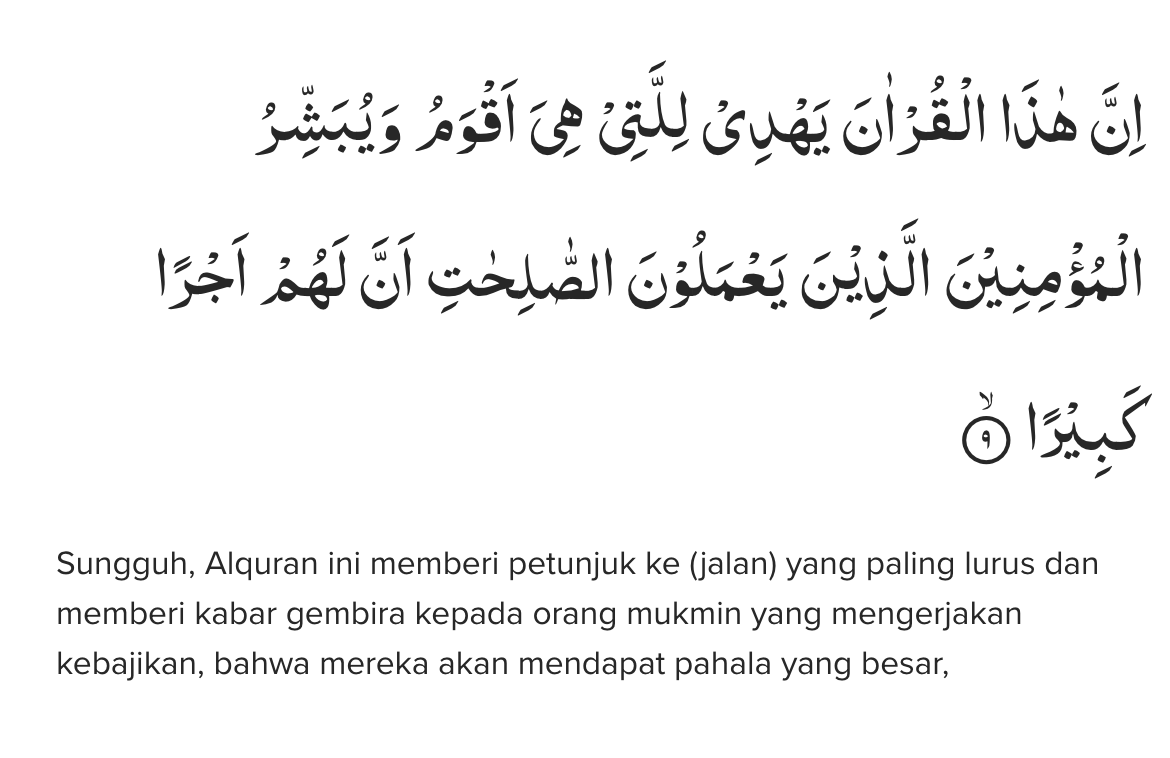 اِنَّ هٰذَا الْقُرْاٰنَ يَهْدِيْ لِلَّتِيْ هِيَ اَقْوَمُ وَيُبَشِّرُ
الْمُؤْمِنِيْنَ الَّذِيْنَ يَعْمَلُوْنَ الصّٰلِحٰتِ اَنَّ لَهُمْ اَجْرًا
كَبِيْرًا ۙ ٩
Sungguh, Alquran ini memberi petunjuk ke (jalan) yang paling lurus dan
memberi kabar gembira kepada orang mukmin yang mengerjakan
kebajikan, bahwa mereka akan mendapat pahala yang besar,